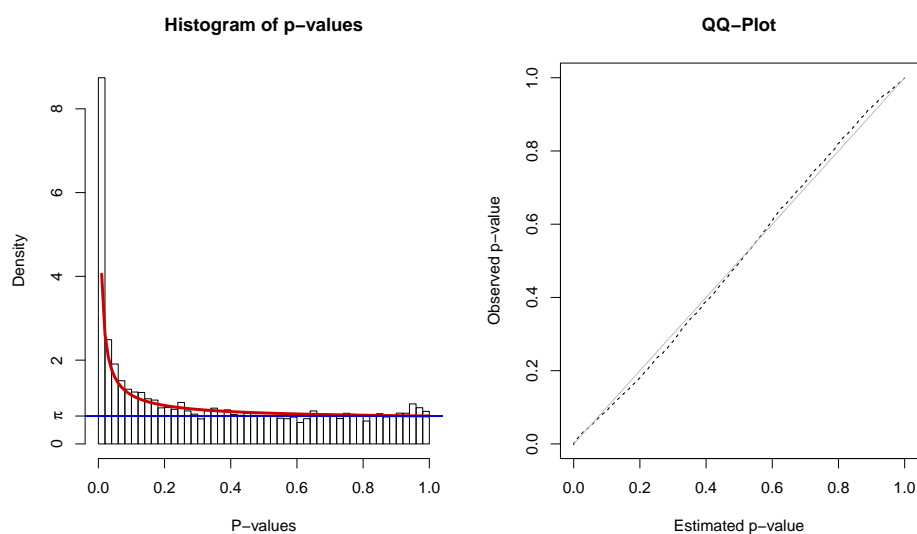 Histogram of p−values
Density
8
6
4
2
π
0
0.0 0.2 0.4 0.6 0.8 1.0
P−values
QQ−Plot
Observed p−value
1.0
0.8
0.6
0.4
0.2
0.0
0.0 0.2 0.4 0.6 0.8 1.0
Estimated p−value